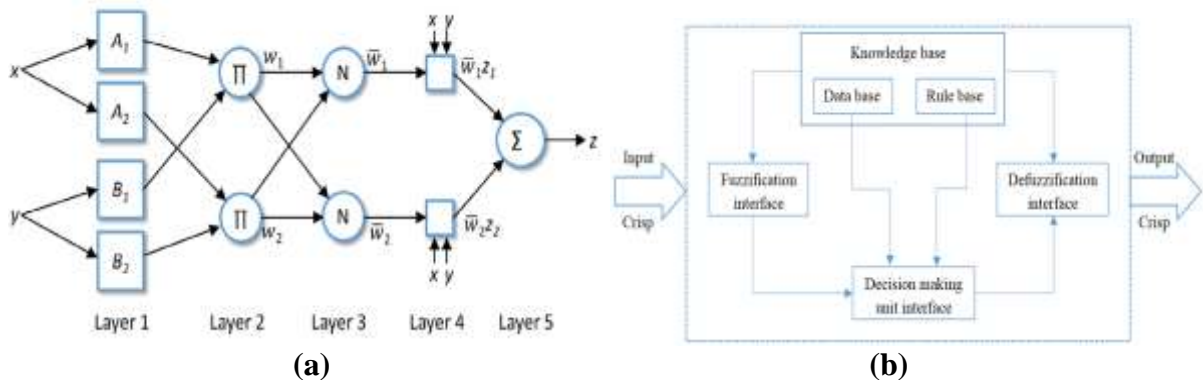 x y
A₁
w₁
w̅₁
w̅₁z₁
x
Π
N
A₂
Σ
z
B₁
y
Π
N
w₂
w̅₂
w̅₂z₂
B₂
x y
Layer 1
Layer 2
Layer 3
Layer 4
Layer 5
(a)
Knowledge base
Data base
Rule base
Input
Crisp
Fuzzification
interface
Defuzzification
interface
Output
Crisp
Decision making
unit interface
(b)